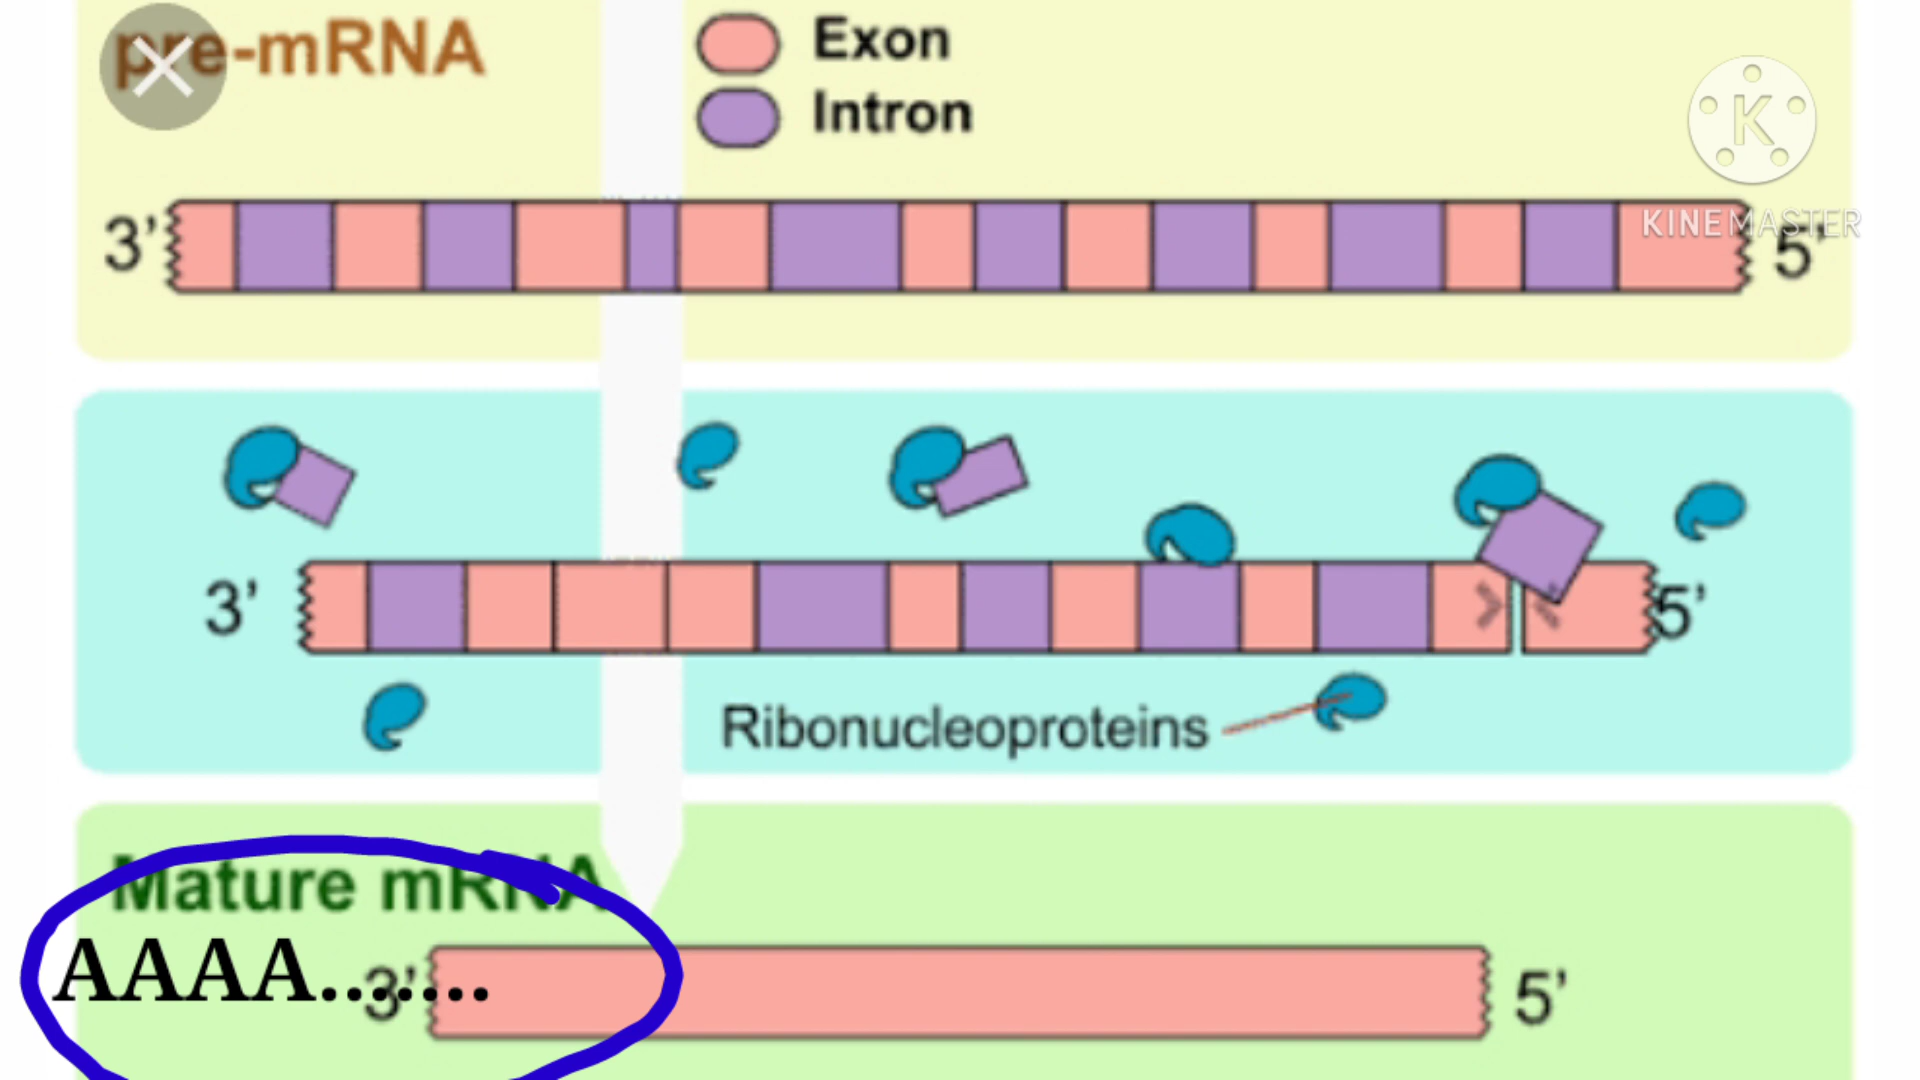 pre-mRNA
Exon
Intron
K
KINEMASTER
3’
5’
3’
5’
Ribonucleoproteins
Mature mRNA
AAAA.......
3’
5’